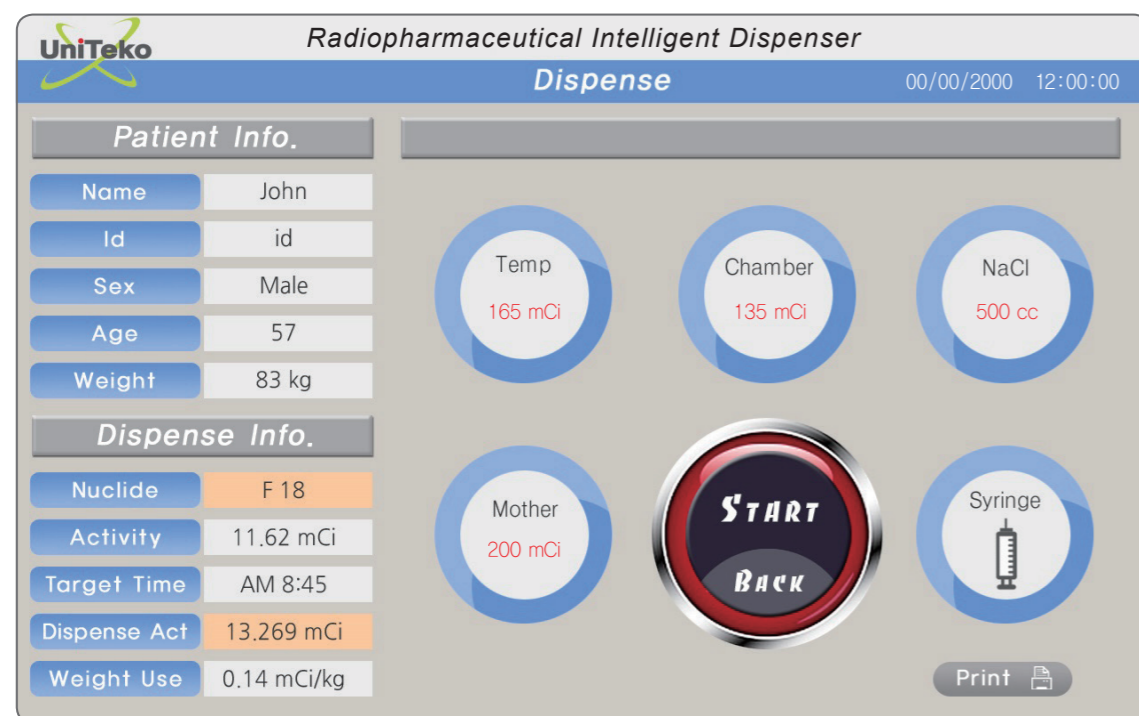 UniTeko
Radiopharmaceutical Intelligent Dispenser
Dispense
00/00/2000 12:00:00
Patient Info.
Name John
Id id
Sex Male
Age 57
Weight 83 kg
Dispense Info.
Nuclide F 18
Activity 11.62 mCi
Target Time AM 8:45
Dispense Act 13.269 mCi
Weight Use 0.14 mCi/kg
Temp
165 mCi
Chamber
135 mCi
NaCl
500 cc
Mother
200 mCi
START
BACK
Syringe
Print